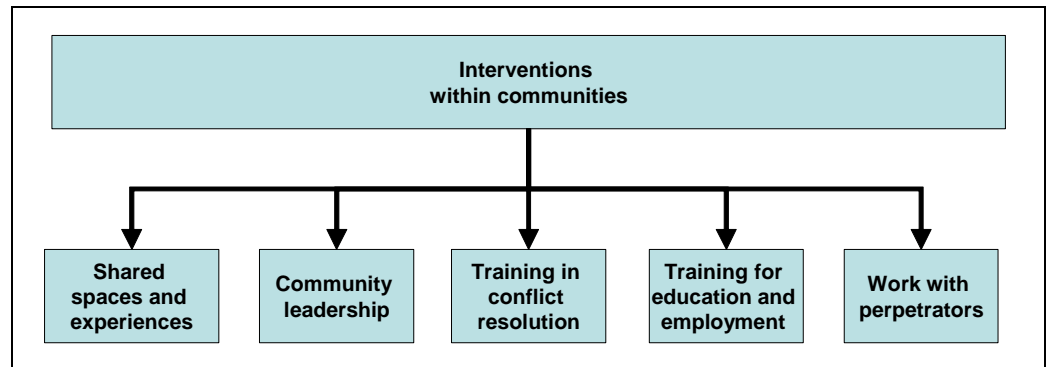 Interventions
within communities
Shared
spaces and
experiences
Community
leadership
Training in
conflict
resolution
Training for
education and
employment
Work with
perpetrators